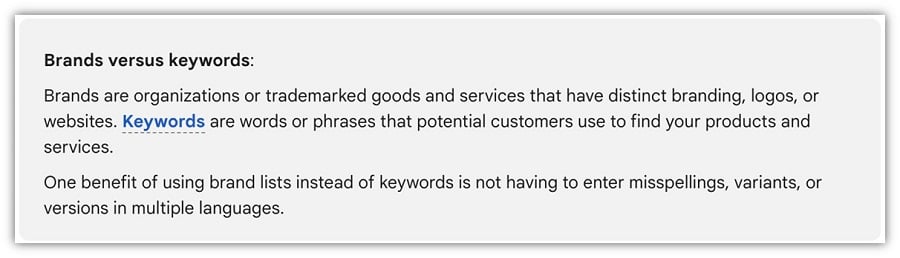 Brands versus keywords:
Brands are organizations or trademarked goods and services that have distinct branding, logos, or
websites. Keywords are words or phrases that potential customers use to find your products and
services.
One benefit of using brand lists instead of keywords is not having to enter misspellings, variants, or
versions in multiple languages.